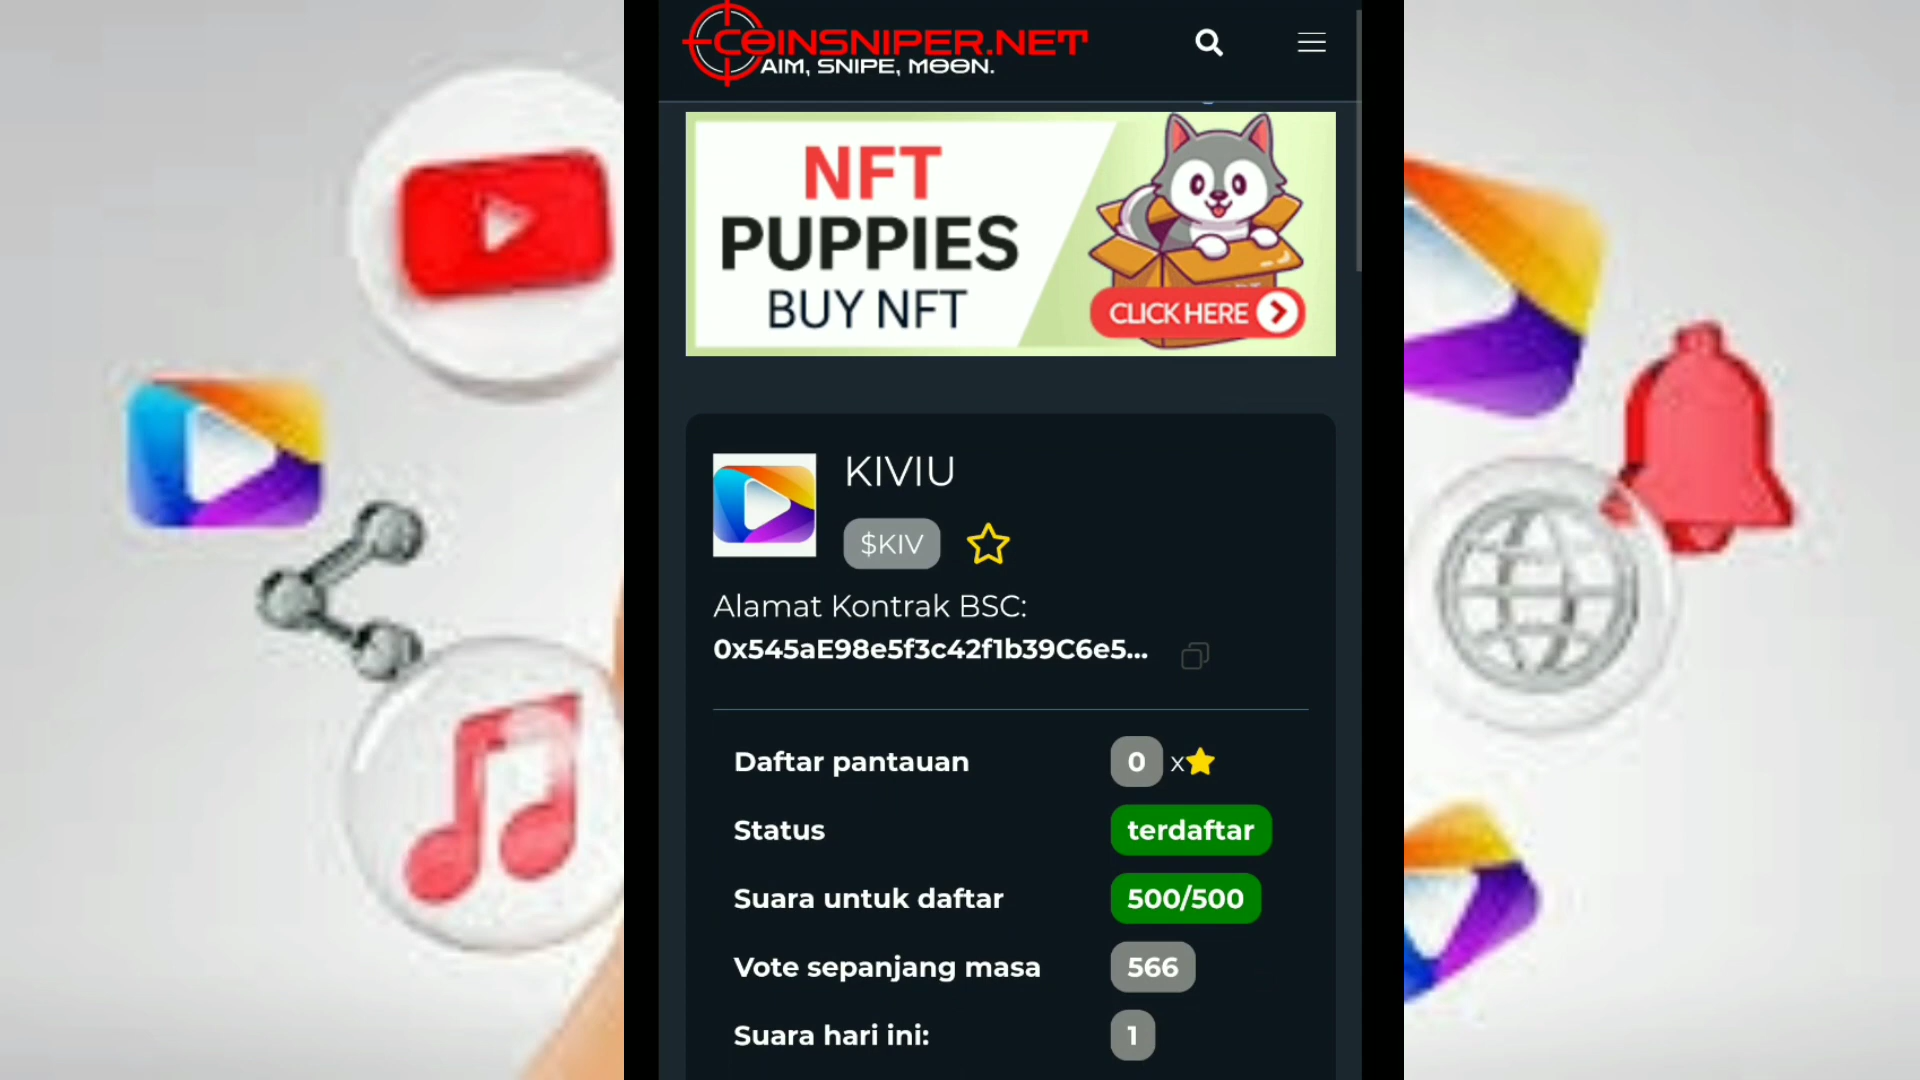 COINSNIPER.NET
AIM, SNIPE, MOON.
NFT
PUPPIES
BUY NFT
CLICK HERE
KIVIU
$KIV
Alamat Kontrak BSC:
0x545aE98e5f3c42f1b39C6e5...
Daftar pantauan 0 x
Status terdaftar
Suara untuk daftar 500/500
Vote sepanjang masa 566
Suara hari ini: 1